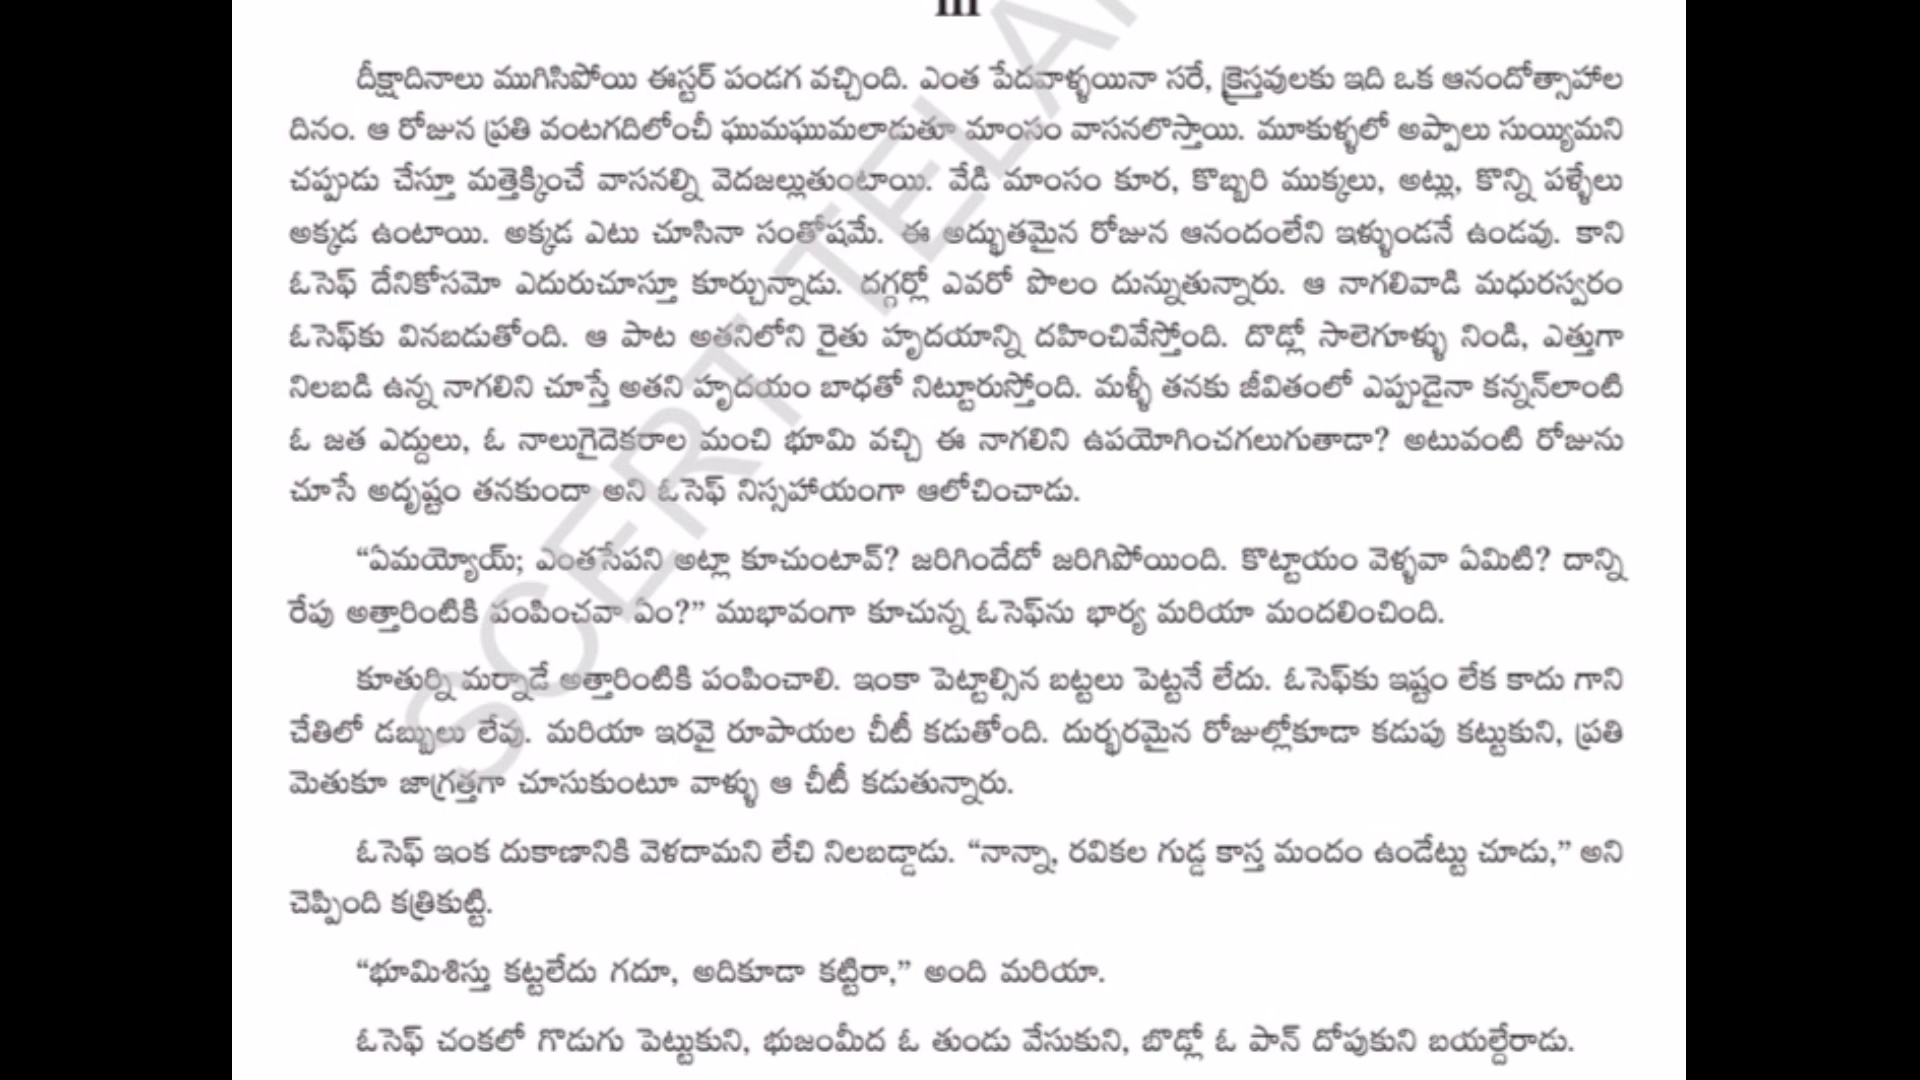 III
దీక్షాదినాలు ముగిసిపోయి ఈస్టర్ పండగ వచ్చింది. ఎంత పేదవాళ్ళయినా సరే, క్రైస్తవులకు ఇది ఒక ఆనందోత్సాహాల
దినం. ఆ రోజున ప్రతి వంటగదిలోంచీ ఘుమఘుమలాడుతూ మాంసం వాసనలొస్తాయి. మూకుళ్ళలో అప్పాలు సుయ్యిమని
చప్పుడు చేస్తూ మత్తెక్కించే వాసనల్ని వెదజల్లుతుంటాయి. వేడి మాంసం కూర, కొబ్బరి ముక్కలు, అట్లు, కొన్ని పళ్ళేలు
అక్కడ ఉంటాయి. అక్కడ ఎటు చూసినా సంతోషమే. ఈ అద్భుతమైన రోజున ఆనందంలేని ఇళ్ళుండనే ఉండవు. కాని
ఓసెఫ్ దేనికోసమో ఎదురుచూస్తూ కూర్చున్నాడు. దగ్గర్లో ఎవరో పొలం దున్నుతున్నారు. ఆ నాగలివాడి మధురస్వరం
ఓసెఫ్‌కు వినబడుతోంది. ఆ పాట అతనిలోని రైతు హృదయాన్ని దహించివేస్తోంది. దొడ్లో సాలెగూళ్ళు నిండి, ఎత్తుగా
నిలబడి ఉన్న నాగలిని చూస్తే అతని హృదయం బాధతో నిట్టూరుస్తోంది. మళ్ళీ తనకు జీవితంలో ఎప్పుడైనా కన్నన్‌లాంటి
ఓ జత ఎద్దులు, ఓ నాలుగైదెకరాల మంచి భూమి వచ్చి ఈ నాగలిని ఉపయోగించగలుగుతాడా? అటువంటి రోజును
చూసే అదృష్టం తనకుందా అని ఓసెఫ్ నిస్సహాయంగా ఆలోచించాడు.
“ఏమయ్యోయ్; ఎంతసేపని అట్లా కూచుంటావ్? జరిగిందేదో జరిగిపోయింది. కొట్టాయం వెళ్ళవా ఏమిటి? దాన్ని
రేపు అత్తారింటికి పంపించవా ఏం?” ముభావంగా కూచున్న ఓసెఫ్‌ను భార్య మరియా మందలించింది.
కూతుర్ని మర్నాడే అత్తారింటికి పంపించాలి. ఇంకా పెట్టాల్సిన బట్టలు పెట్టనే లేదు. ఓసెఫ్‌కు ఇష్టం లేక కాదు గాని
చేతిలో డబ్బులు లేవు. మరియా ఇరవై రూపాయల చీటీ కడుతోంది. దుర్భరమైన రోజుల్లోకూడా కడుపు కట్టుకుని, ప్రతి
మెతుకూ జాగ్రత్తగా చూసుకుంటూ వాళ్ళు ఆ చీటీ కడుతున్నారు.
ఓసెఫ్ ఇంక దుకాణానికి వెళదామని లేచి నిలబడ్డాడు. “నాన్నా, రవికల గుడ్డ కాస్త మందం ఉండేట్టు చూడు,” అని
చెప్పింది కత్రికుట్టి.
“భూమిశిస్తు కట్టలేదు గదూ, అదికూడా కట్టిరా,” అంది మరియా.
ఓసెఫ్ చంకలో గొడుగు పెట్టుకుని, భుజంమీద ఓ తుండు వేసుకుని, బొడ్లో ఓ పాన్ దోపుకుని బయల్దేరాడు.
SCERT TELA